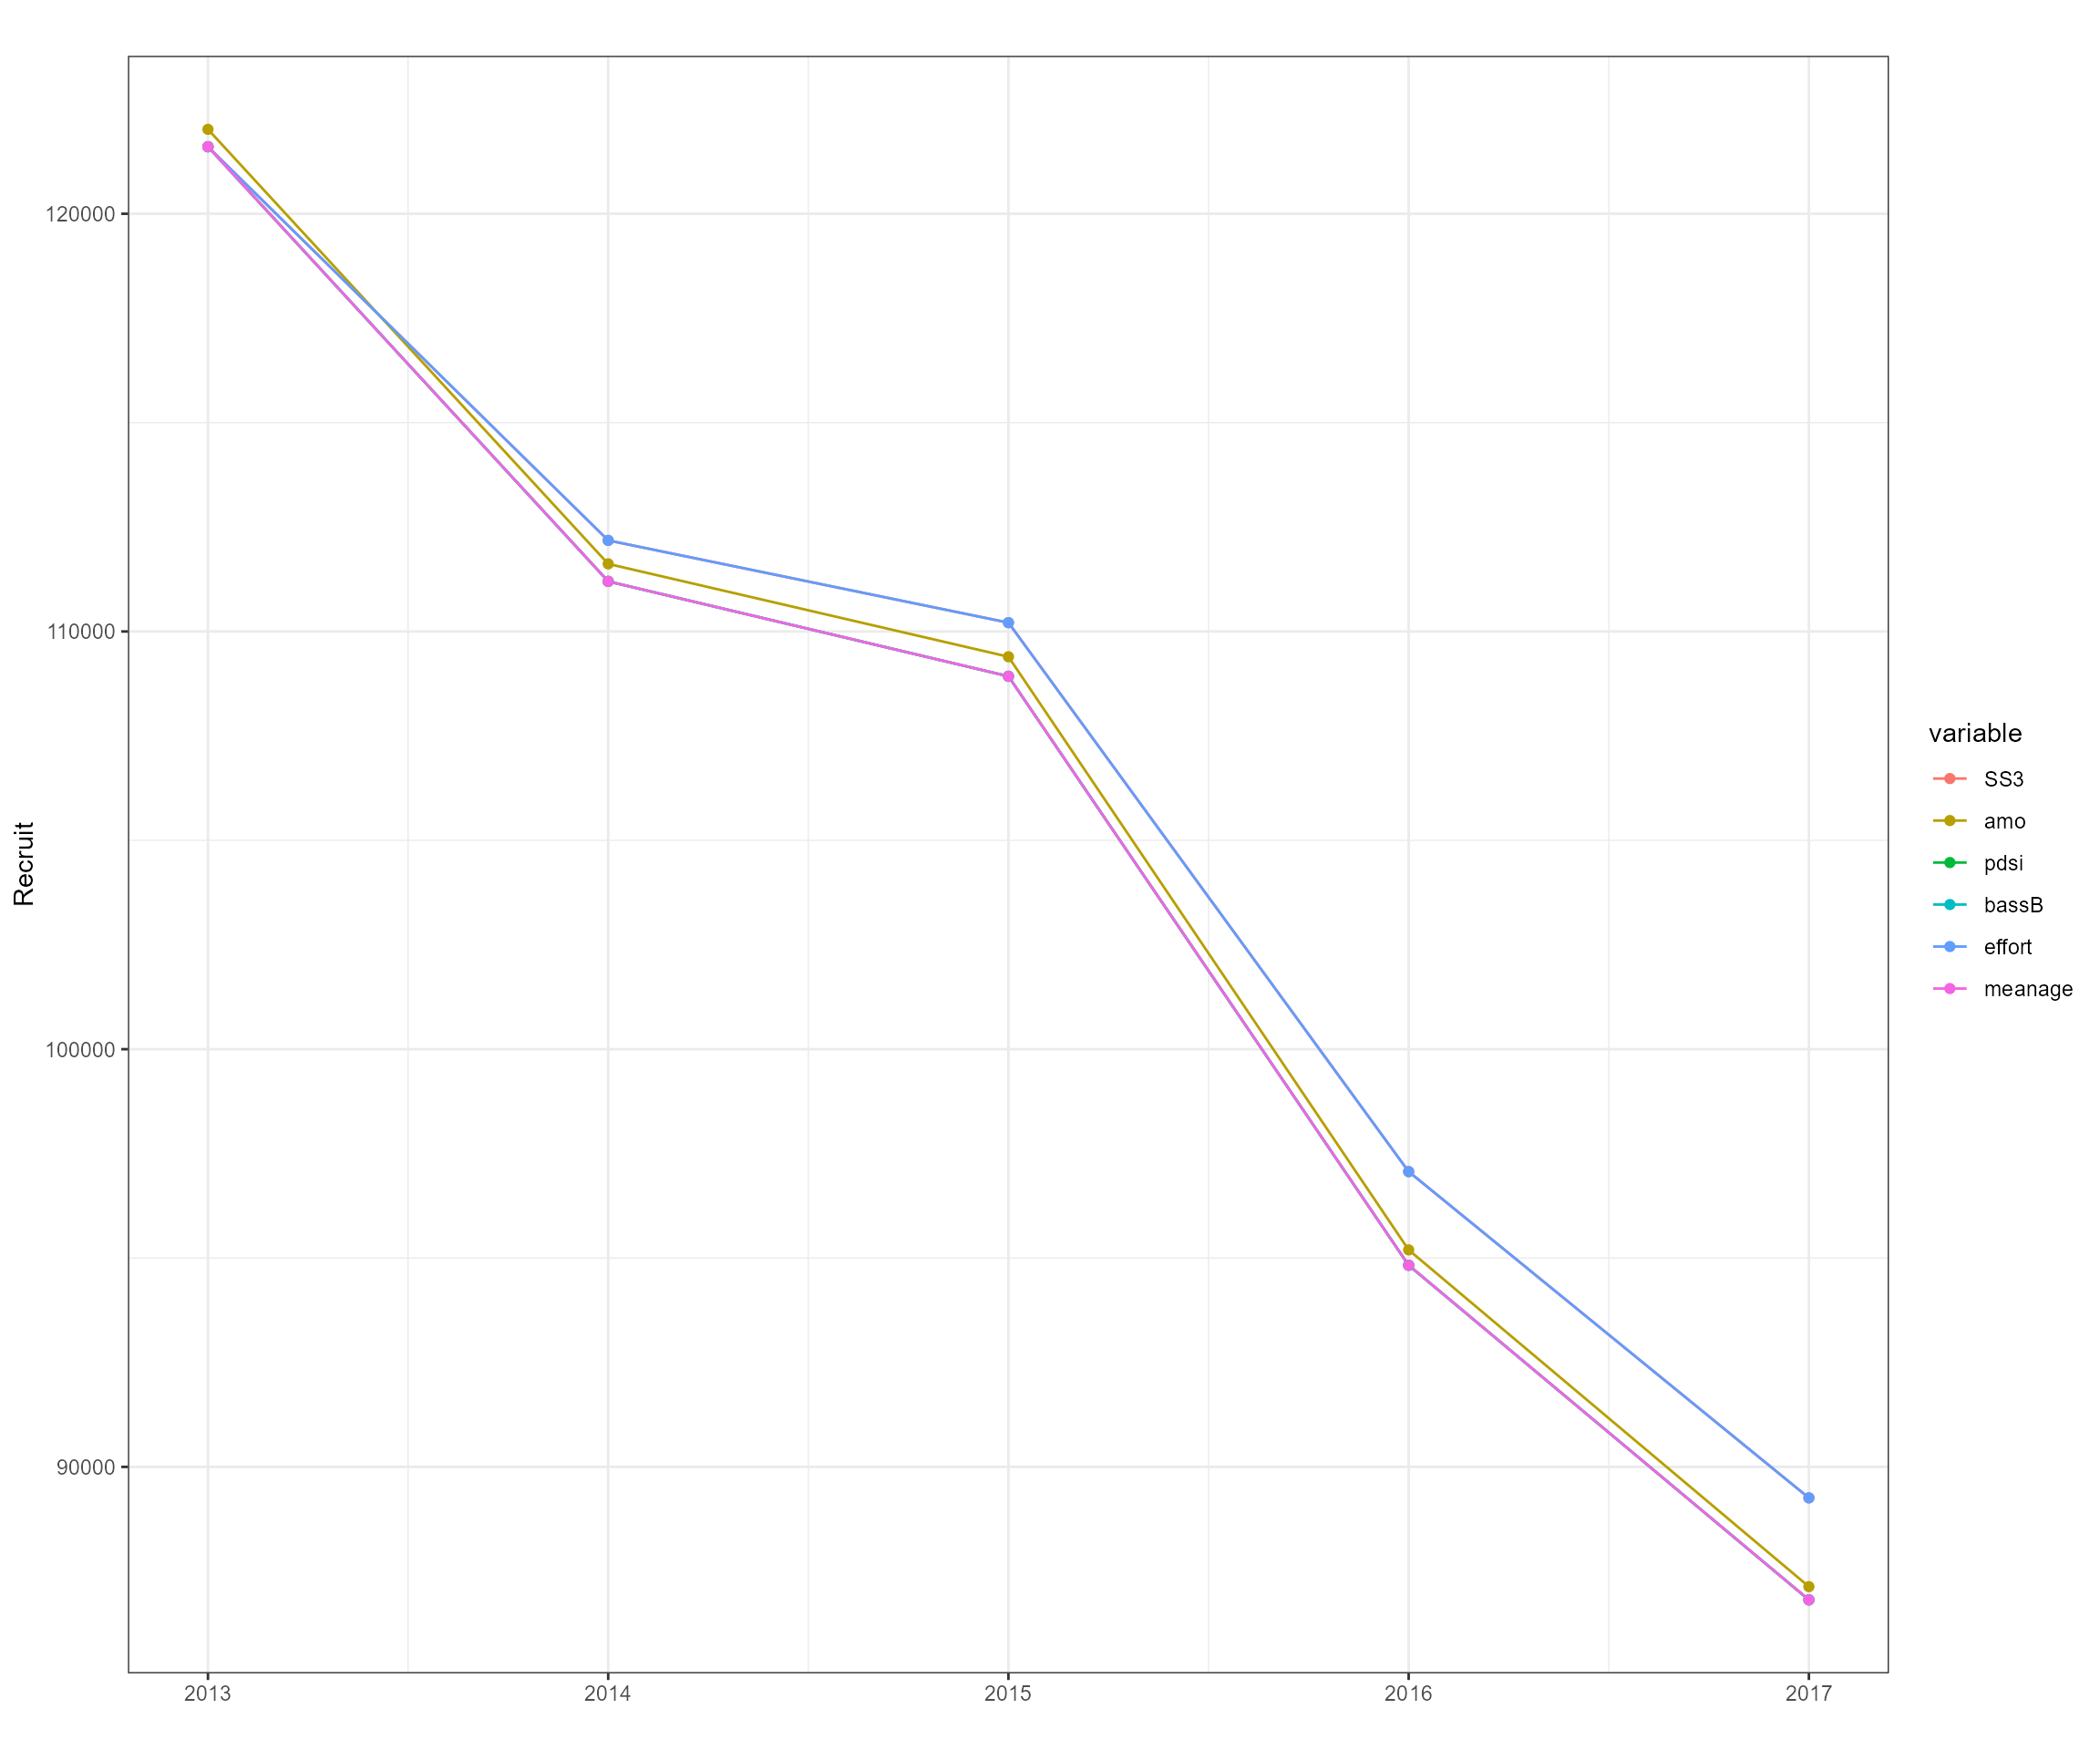 120000
110000
100000
90000
Recruit
2013
2014
2015
2016
2017
variable
SS3
amo
pdsi
bassB
effort
meanage